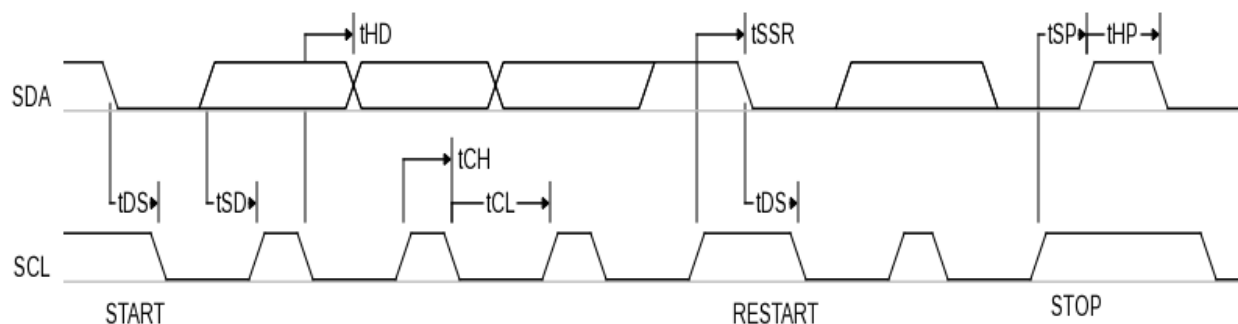 tHD
tSSR
tSP
tHP
SDA
tCH
tDS
tSD
tCL
tDS
SCL
START
RESTART
STOP